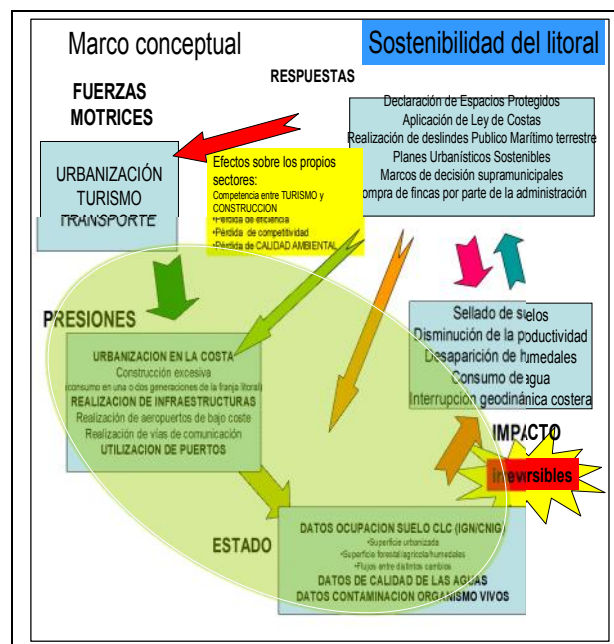 Marco conceptual
Sostenibilidad del litoral
RESPUESTAS
FUERZAS
MOTRICES
Declaración de Espacios Protegidos
Aplicación de Ley de Costas
Realización de deslindes Publico Marítimo terrestre
Planes Urbanísticos Sostenibles
Marcos de decisión supramunicipales
ompra de fincas por parte de la administración
URBANIZACIÓN
TURISMO
TRANSPORTE
Efectos sobre los propios
sectores:
Competencia entre TURISMO y
CONSTRUCCION
•Pérdida de eficiencia
•Pérdida de competitividad
•Pérdida de CALIDAD AMBIENTAL
PRESIONES
URBANIZACION EN LA COSTA
Construcción excesiva
(consumo en una o dos generaciones de la franja litoral)
REALIZACION DE INFRAESTRUCTURAS
Realización de aeropuertos de bajo coste
Realización de vías de comunicación
UTILIZACION DE PUERTOS
Sellado de suelos
Disminución de la productividad
Desaparición de humedales
Consumo de agua
Interrupcion geodinánica costera
IMPACTO
irreversibles
ESTADO
DATOS OCUPACION SUELO CLC (IGN/CNIG)
•Superficie urbanizada
•Superficie forestal/agrícola/humedales
•Flujos entre distintos cambios
DATOS DE CALIDAD DE LAS AGUAS
DATOS CONTAMINACION ORGANISMO VIVOS